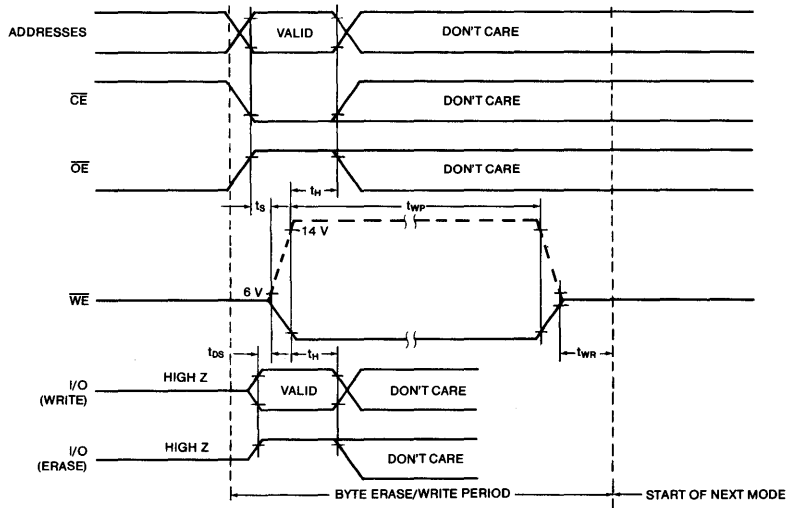 ADDRESSES
VALID
DON'T CARE
CE
DON'T CARE
OE
DON'T CARE
tH
tS
tWP
14 V
6 V
WE
tDS
tH
tWR
I/O
(WRITE)
HIGH Z
VALID
DON'T CARE
I/O
(ERASE)
HIGH Z
DON'T CARE
BYTE ERASE/WRITE PERIOD
START OF NEXT MODE